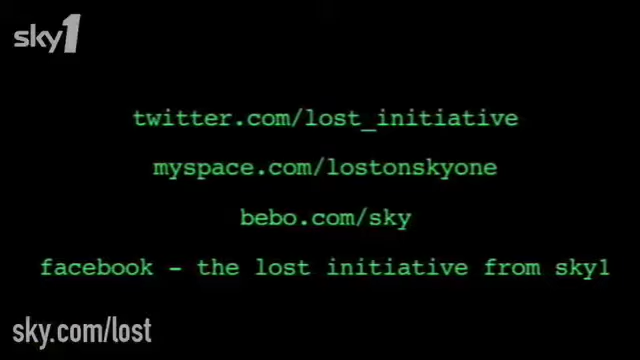 sky1
twitter.com/lost_initiative
myspace.com/lostonskyone
bebo.com/sky
facebook - the lost initiative from sky1
sky.com/lost